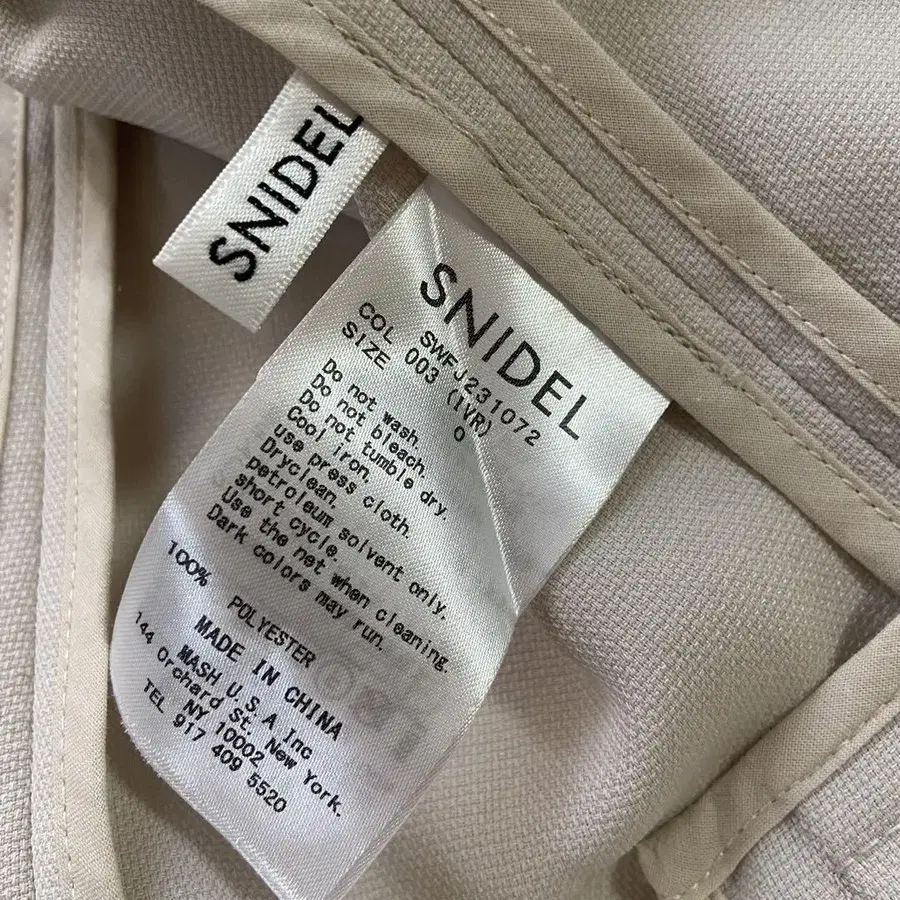 SNIDEL
SNIDEL
SWFJ231072
COL 003 (IVR)
SIZE 0
Do not wash.
Do not bleach.
Do not tumble dry.
Cool iron,
use press cloth.
Dryclean.
petroleum solvent only,
short cycle.
Use the net when cleaning.
Dark colors may run.
100% POLYESTER
MADE IN CHINA
MASH U.S.A Inc
144 Orchard St. New York.
NY 10002
TEL 917 409 5520